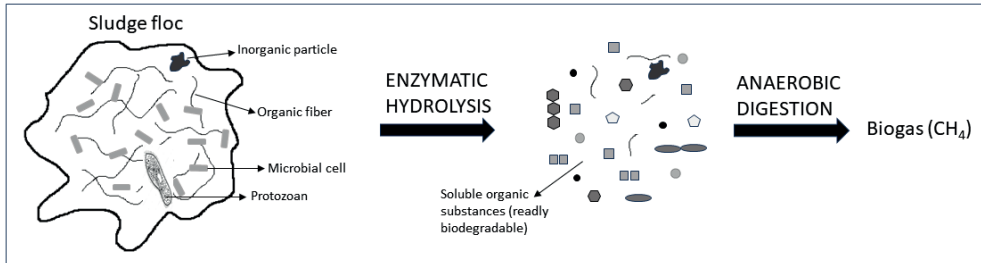 Sludge floc
Inorganic particle
Organic fiber
Microbial cell
Protozoan
ENZYMATIC
HYDROLYSIS
Soluble organic
substances (readly
biodegradable)
ANAEROBIC
DIGESTION
Biogas (CH₄)